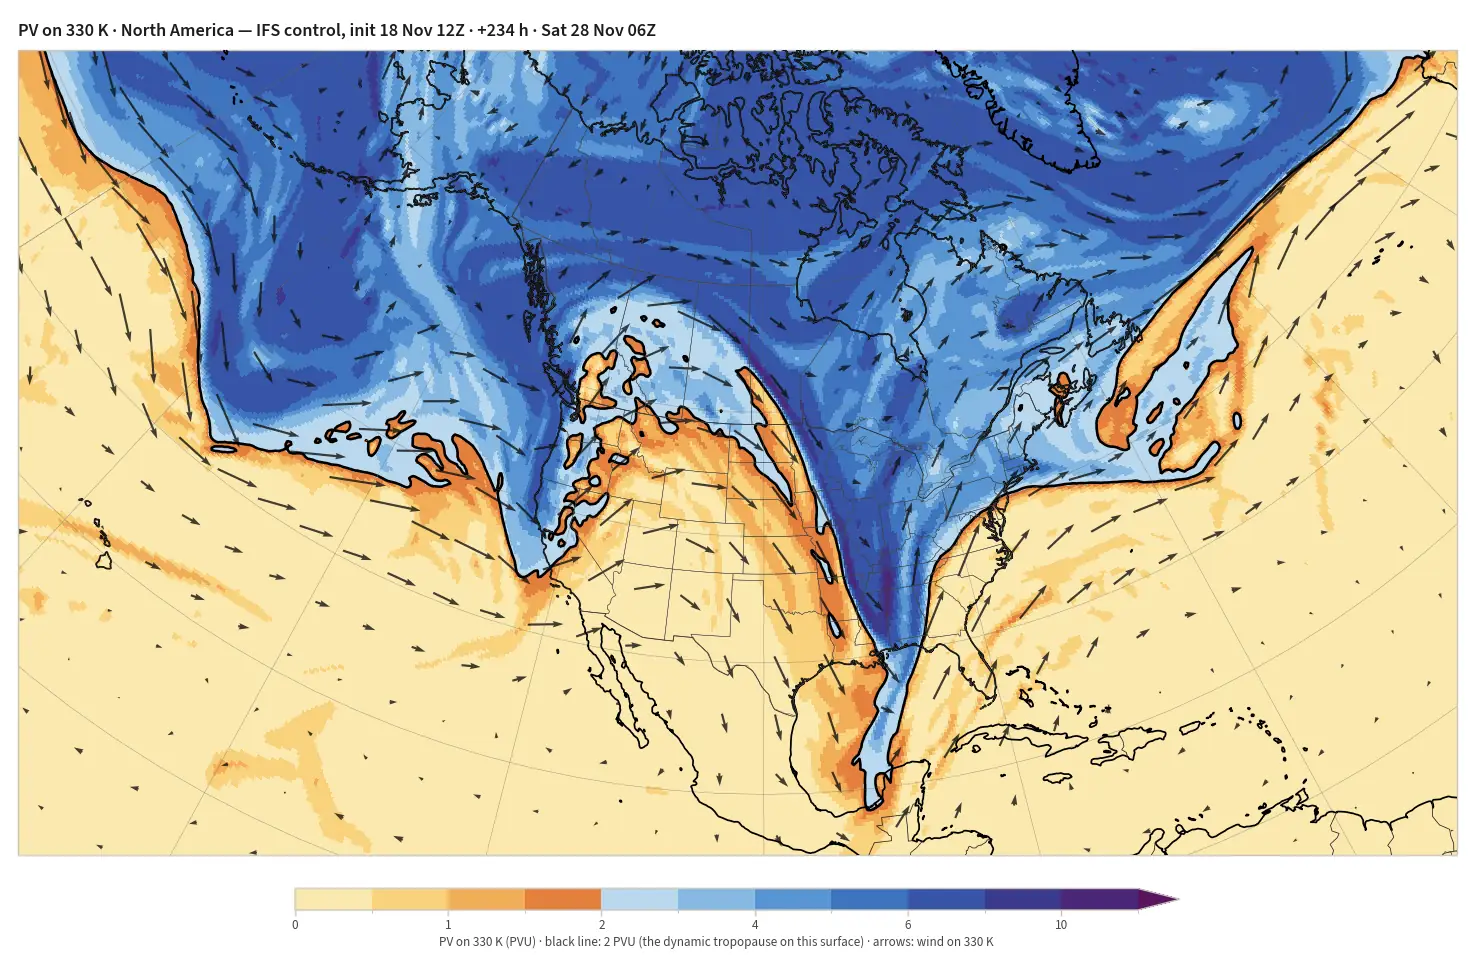 PV on 330 K · North America — IFS control, init 18 Nov 12Z · +234 h · Sat 28 Nov 06Z
0 1 2 4 6 10
PV on 330 K (PVU) · black line: 2 PVU (the dynamic tropopause on this surface) · arrows: wind on 330 K